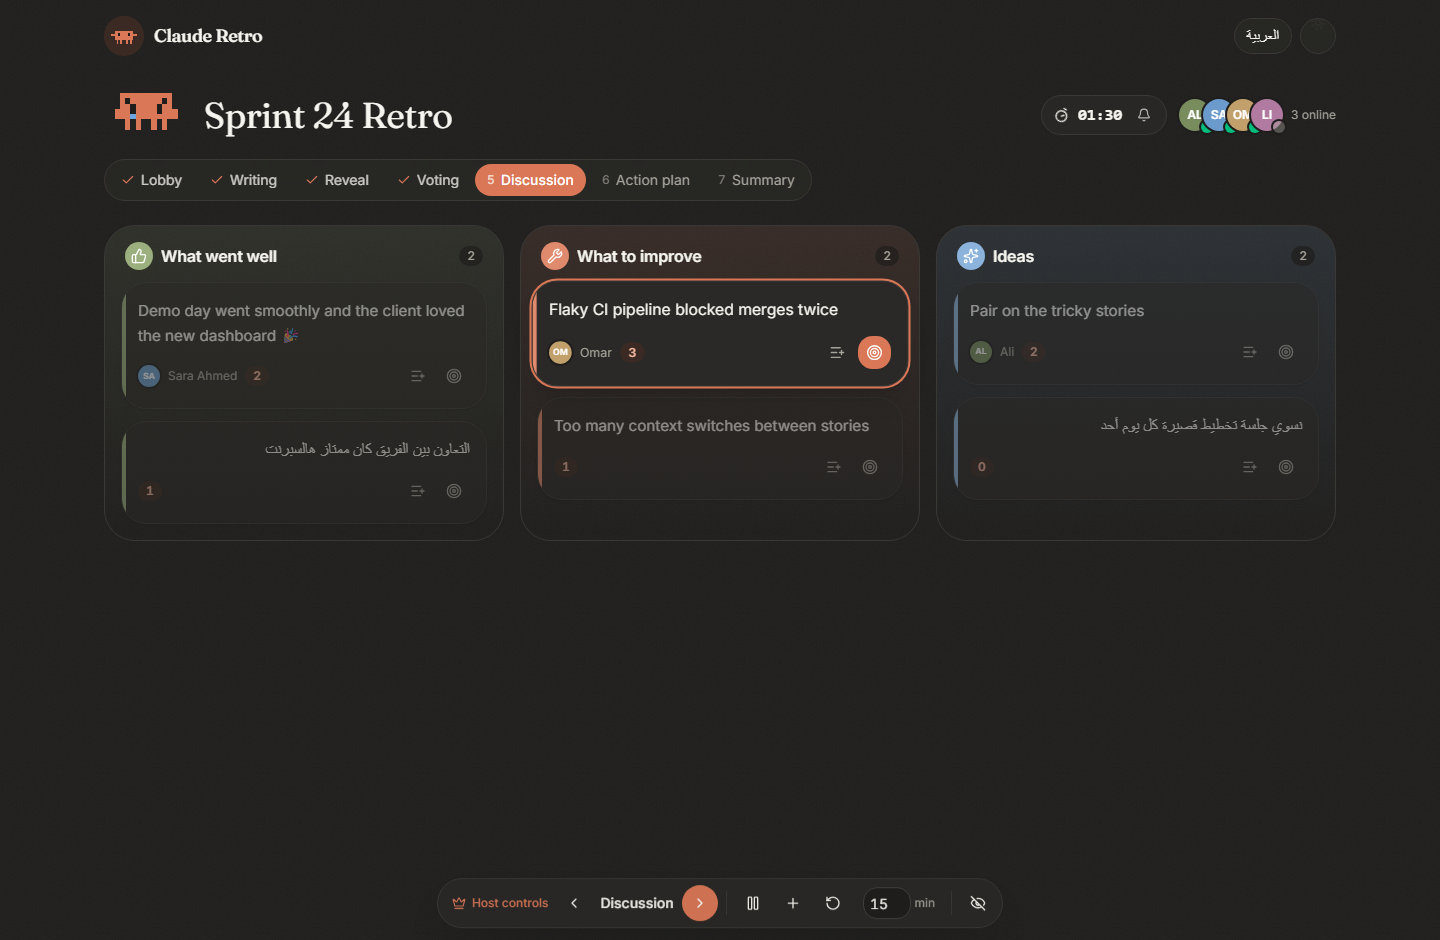 Claude Retro
العربية
Sprint 24 Retro
01:30
AL SA OM LI 3 online
Lobby Writing Reveal Voting 5 Discussion 6 Action plan 7 Summary
What went well 2
Demo day went smoothly and the client loved
the new dashboard 🎉
SA Sara Ahmed 2
التعاون بين الفريق كان ممتاز هالسبرنت
1
What to improve 2
Flaky CI pipeline blocked merges twice
OM Omar 3
Too many context switches between stories
1
Ideas 2
Pair on the tricky stories
AL Ali 2
نسوي جلسة تخطيط قصيرة كل يوم أحد
0
Host controls Discussion 15 min